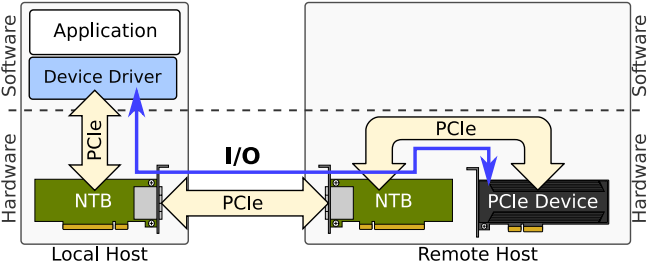 Software
Application
Device Driver
Software
Hardware
PCIe
I/O
PCIe
Hardware
NTB
PCIe
NTB
PCIe Device
Local Host
Remote Host